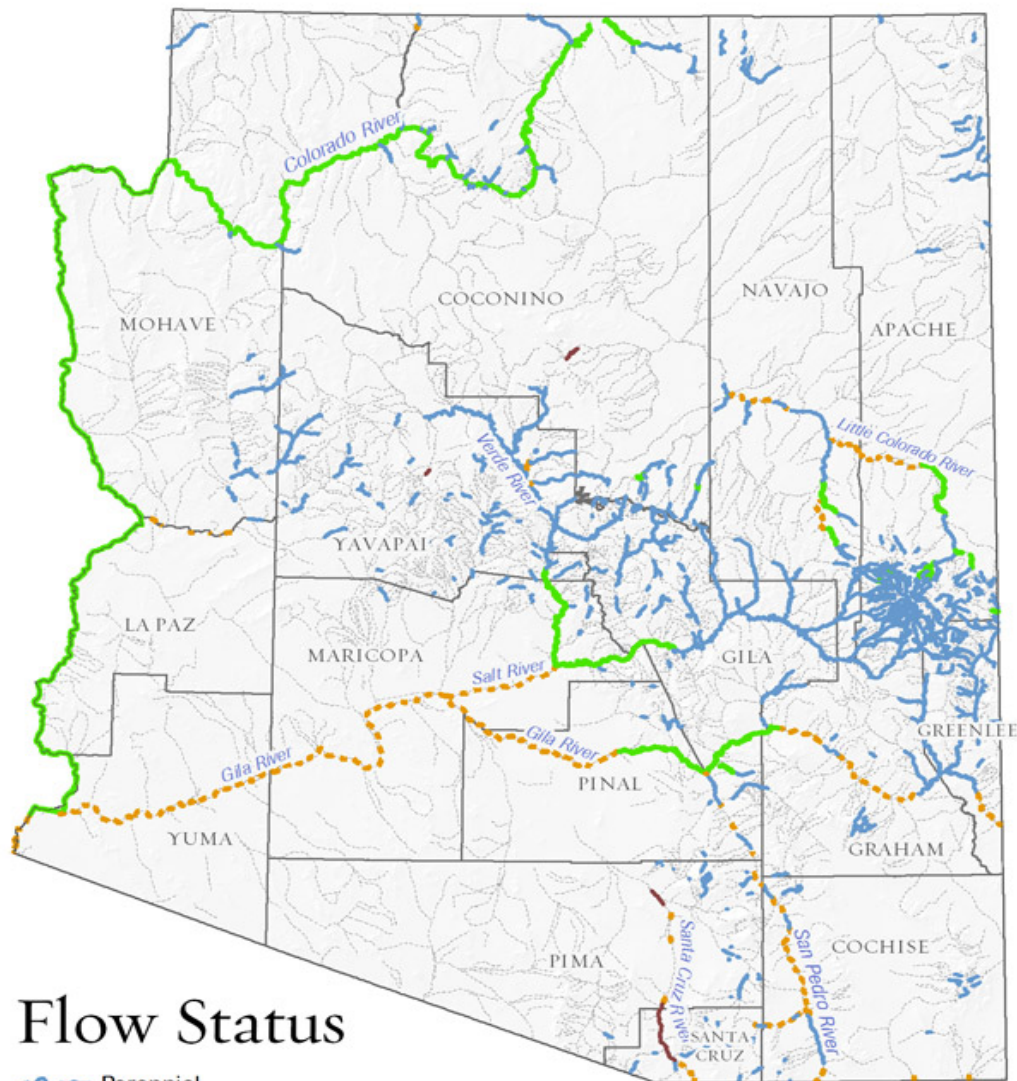 Colorado River
COCONINO
NAVAJO
MOHAVE
APACHE
Little Colorado River
Verde River
YAVAPAI
LA PAZ
MARICOPA
GILA
Salt River
GREENLEE
Gila River
Gila River
PINAL
YUMA
GRAHAM
Santa Cruz River
San Pedro River
COCHISE
PIMA
SANTA
CRUZ
Flow Status
Perennial